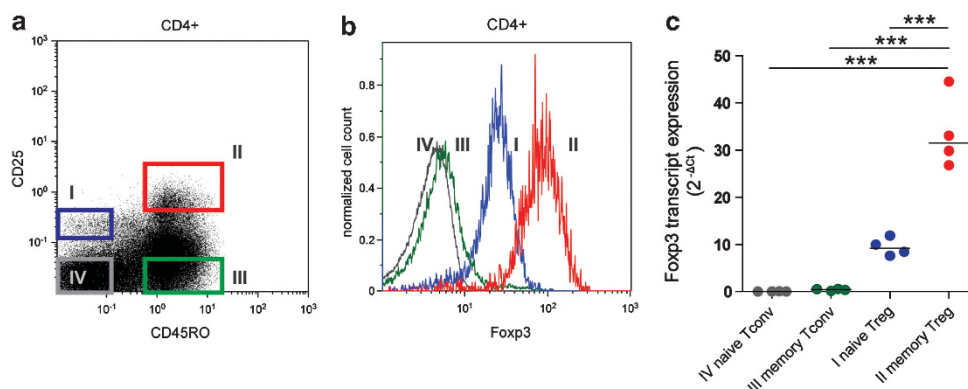 a
CD4+
10³
10²
10¹
10⁰
10⁻¹
CD25
I
II
III
IV
10⁻¹
10⁰
10¹
10²
10³
CD45RO
b
CD4+
0.8
0.6
0.4
0.2
0
normalized cell count
IV III I II
10¹
10²
10³
Foxp3
c
***
***
***
50
40
30
20
10
0
Foxp3 transcript expression
(2⁻ΔCt)
IV naive Tconv
III memory Tconv
I naive Treg
II memory Treg